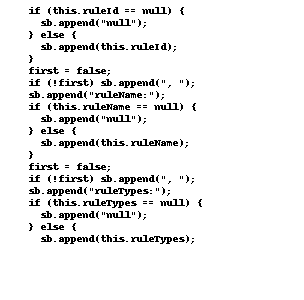 if (this.ruleId == null) {
  sb.append("null");
} else {
  sb.append(this.ruleId);
}
first = false;
if (!first) sb.append(", ");
sb.append("ruleName:");
if (this.ruleName == null) {
  sb.append("null");
} else {
  sb.append(this.ruleName);
}
first = false;
if (!first) sb.append(", ");
sb.append("ruleTypes:");
if (this.ruleTypes == null) {
  sb.append("null");
} else {
  sb.append(this.ruleTypes);